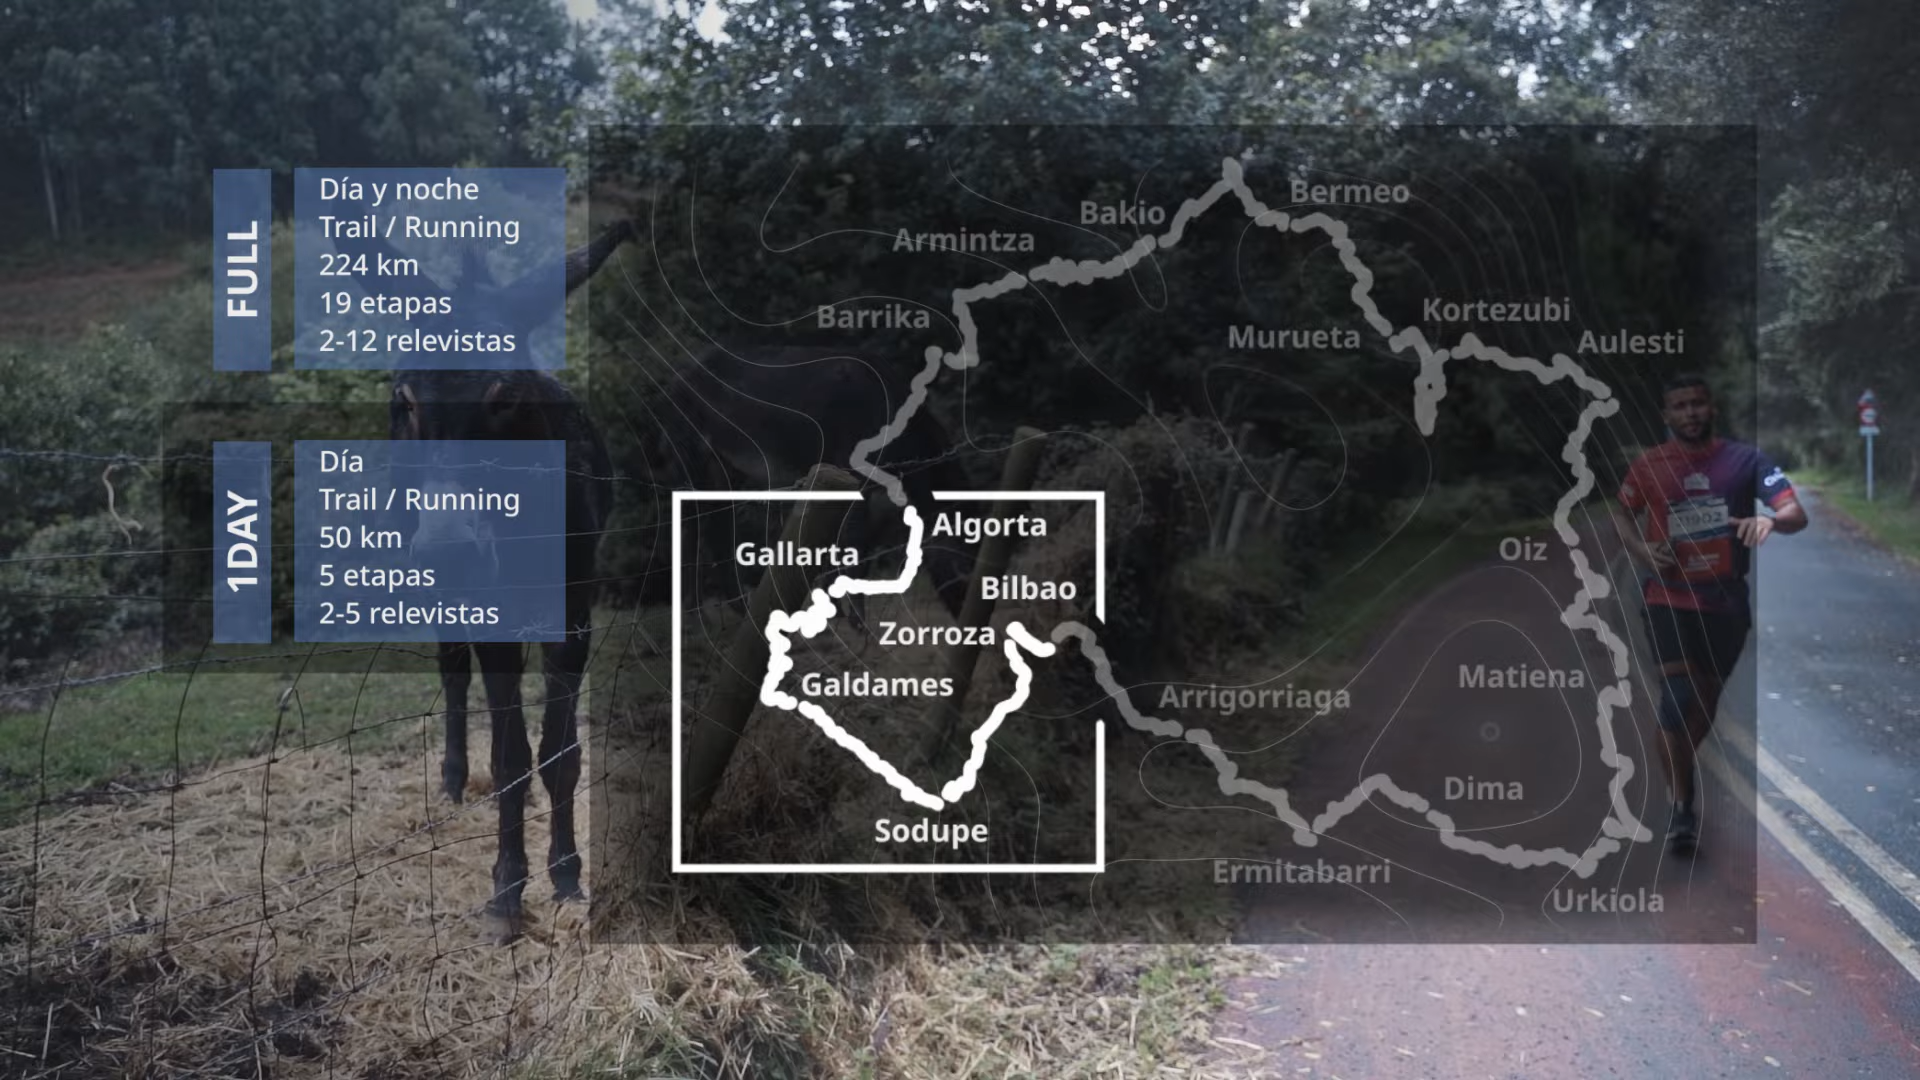 FULL
Día y noche
Trail / Running
224 km
19 etapas
2-12 relevistas
1DAY
Día
Trail / Running
50 km
5 etapas
2-5 relevistas
Bermeo
Bakio
Armintza
Barrika
Kortezubi
Murueta
Aulesti
Algorta
Gallarta
Bilbao
Zorroza
Galdames
Sodupe
Oiz
Matiena
Arrigorriaga
Dima
Ermitabarri
Urkiola